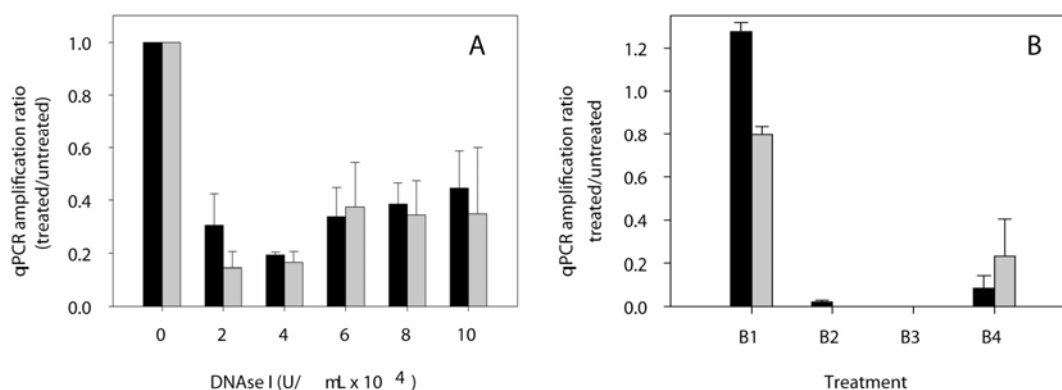 A
qPCR amplification ratio
(treated/untreated)
1.0
0.8
0.6
0.4
0.2
0.0
0 2 4 6 8 10
DNAse I (U/ mL x 10 4 )
B
qPCR amplification ratio
treated/untreated
1.2
1.0
0.8
0.6
0.4
0.2
0.0
B1 B2 B3 B4
Treatment